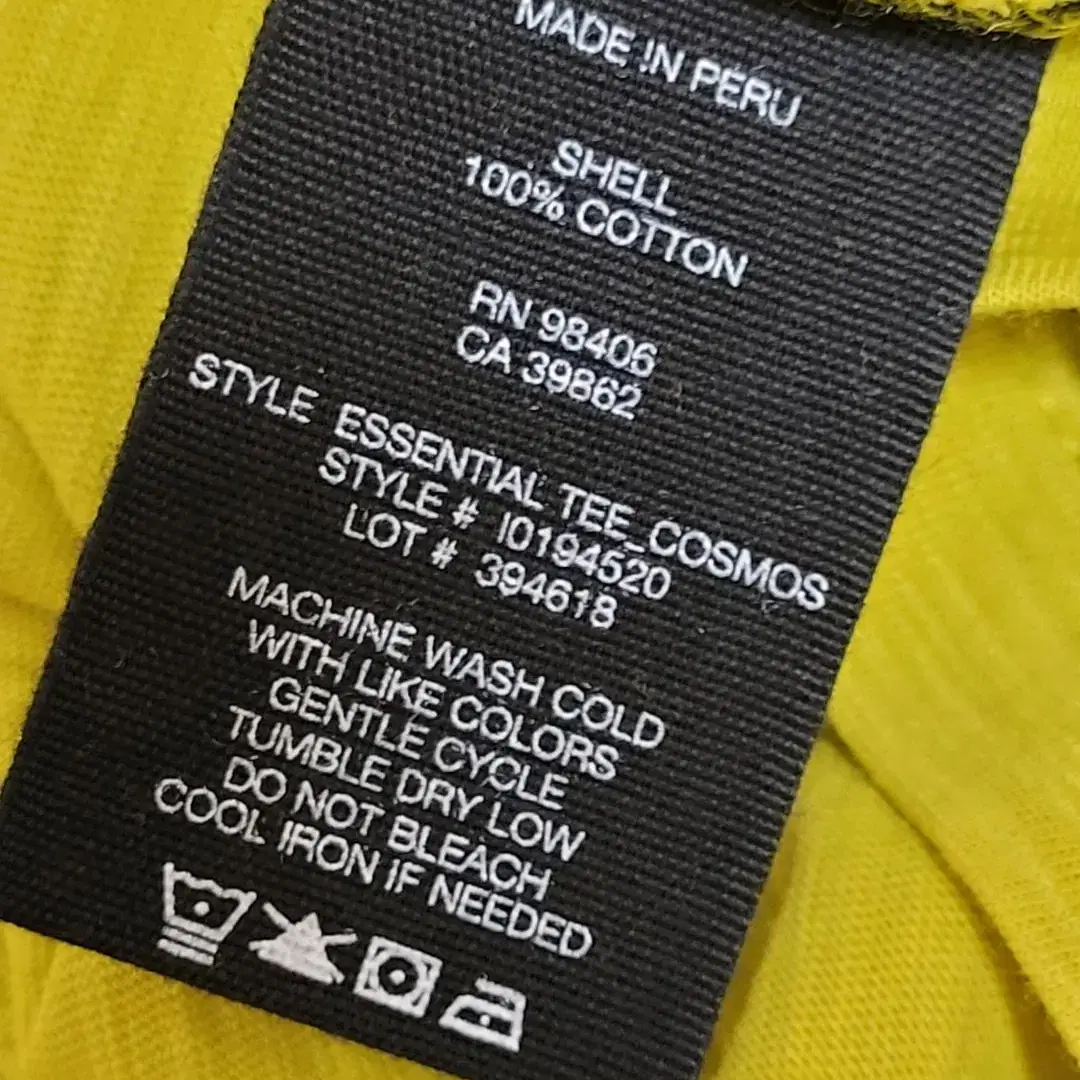 MADE IN PERU
SHELL
100% COTTON
RN 98406
CA 39862
STYLE ESSENTIAL TEE_COSMOS
STYLE # I0194520
LOT # 394618
MACHINE WASH COLD
WITH LIKE COLORS
GENTLE CYCLE
TUMBLE DRY LOW
DO NOT BLEACH
COOL IRON IF NEEDED